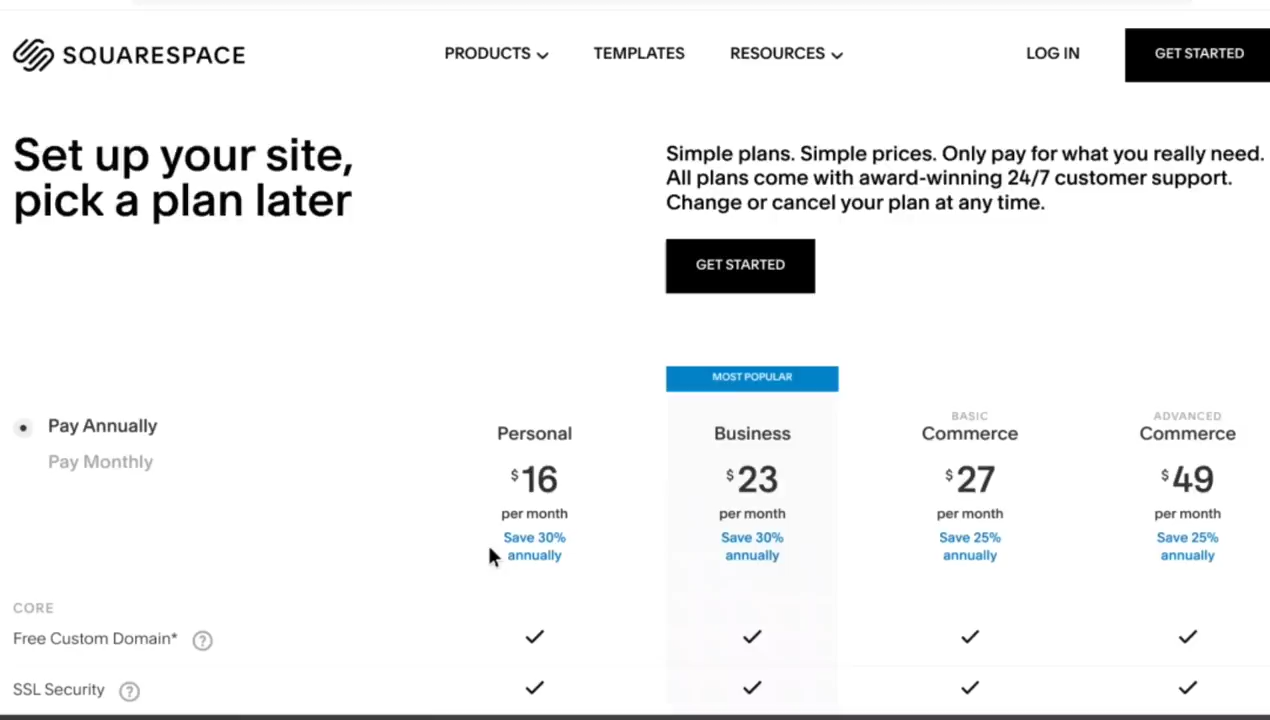 SQUARESPACE
PRODUCTS
TEMPLATES
RESOURCES
LOG IN
GET STARTED
Set up your site,
pick a plan later
Simple plans. Simple prices. Only pay for what you really need.
All plans come with award-winning 24/7 customer support.
Change or cancel your plan at any time.
GET STARTED
MOST POPULAR
Pay Annually
Pay Monthly
Personal
$16
per month
Save 30%
annually
Business
$23
per month
Save 30%
annually
BASIC
Commerce
$27
per month
Save 25%
annually
ADVANCED
Commerce
$49
per month
Save 25%
annually
CORE
Free Custom Domain* ?
SSL Security ?